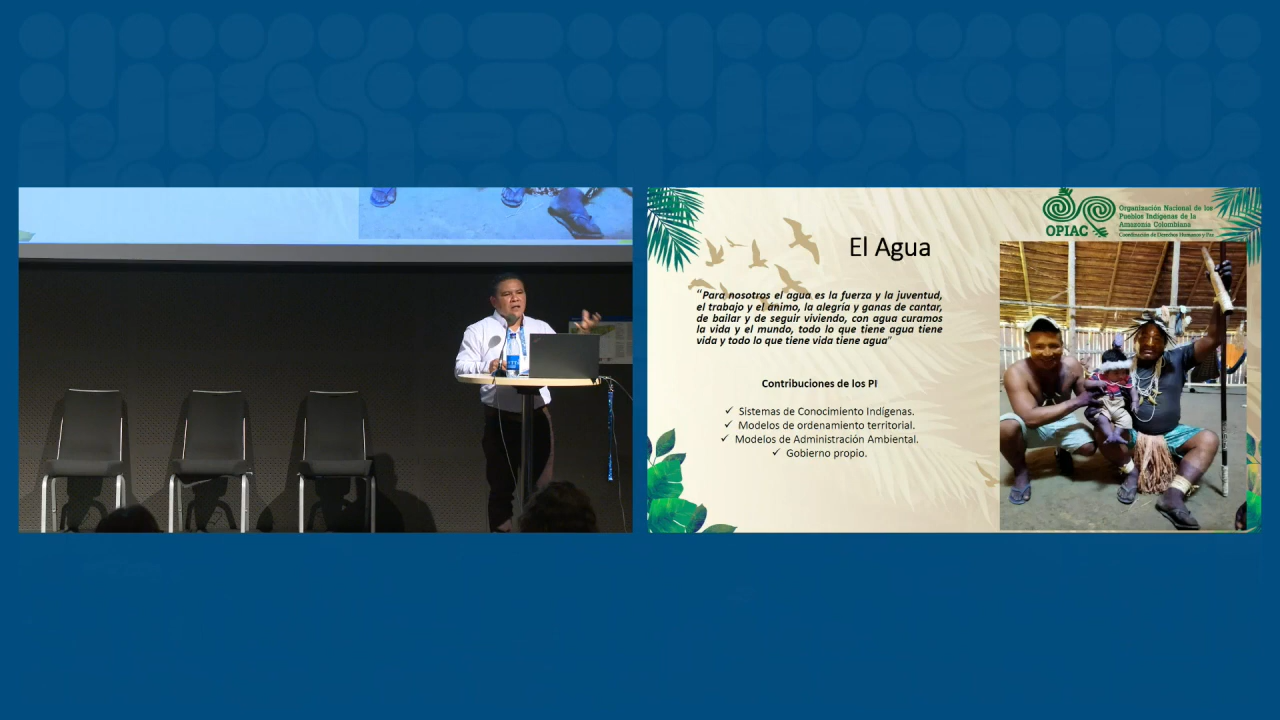 OPIAC
Organización Nacional de los
Pueblos Indígenas de la
Amazonia Colombiana
Coordinación de Derechos Humanos y Paz
El Agua
"Para nosotros el agua es la fuerza y la juventud,
el trabajo y el ánimo, la alegría y ganas de cantar,
de bailar y de seguir viviendo, con agua curamos
la vida y el mundo, todo lo que tiene agua tiene
vida y todo lo que tiene vida tiene agua"
Contribuciones de los PI
✓ Sistemas de Conocimiento Indígenas.
✓ Modelos de ordenamiento territorial.
✓ Modelos de Administración Ambiental.
✓ Gobierno propio.